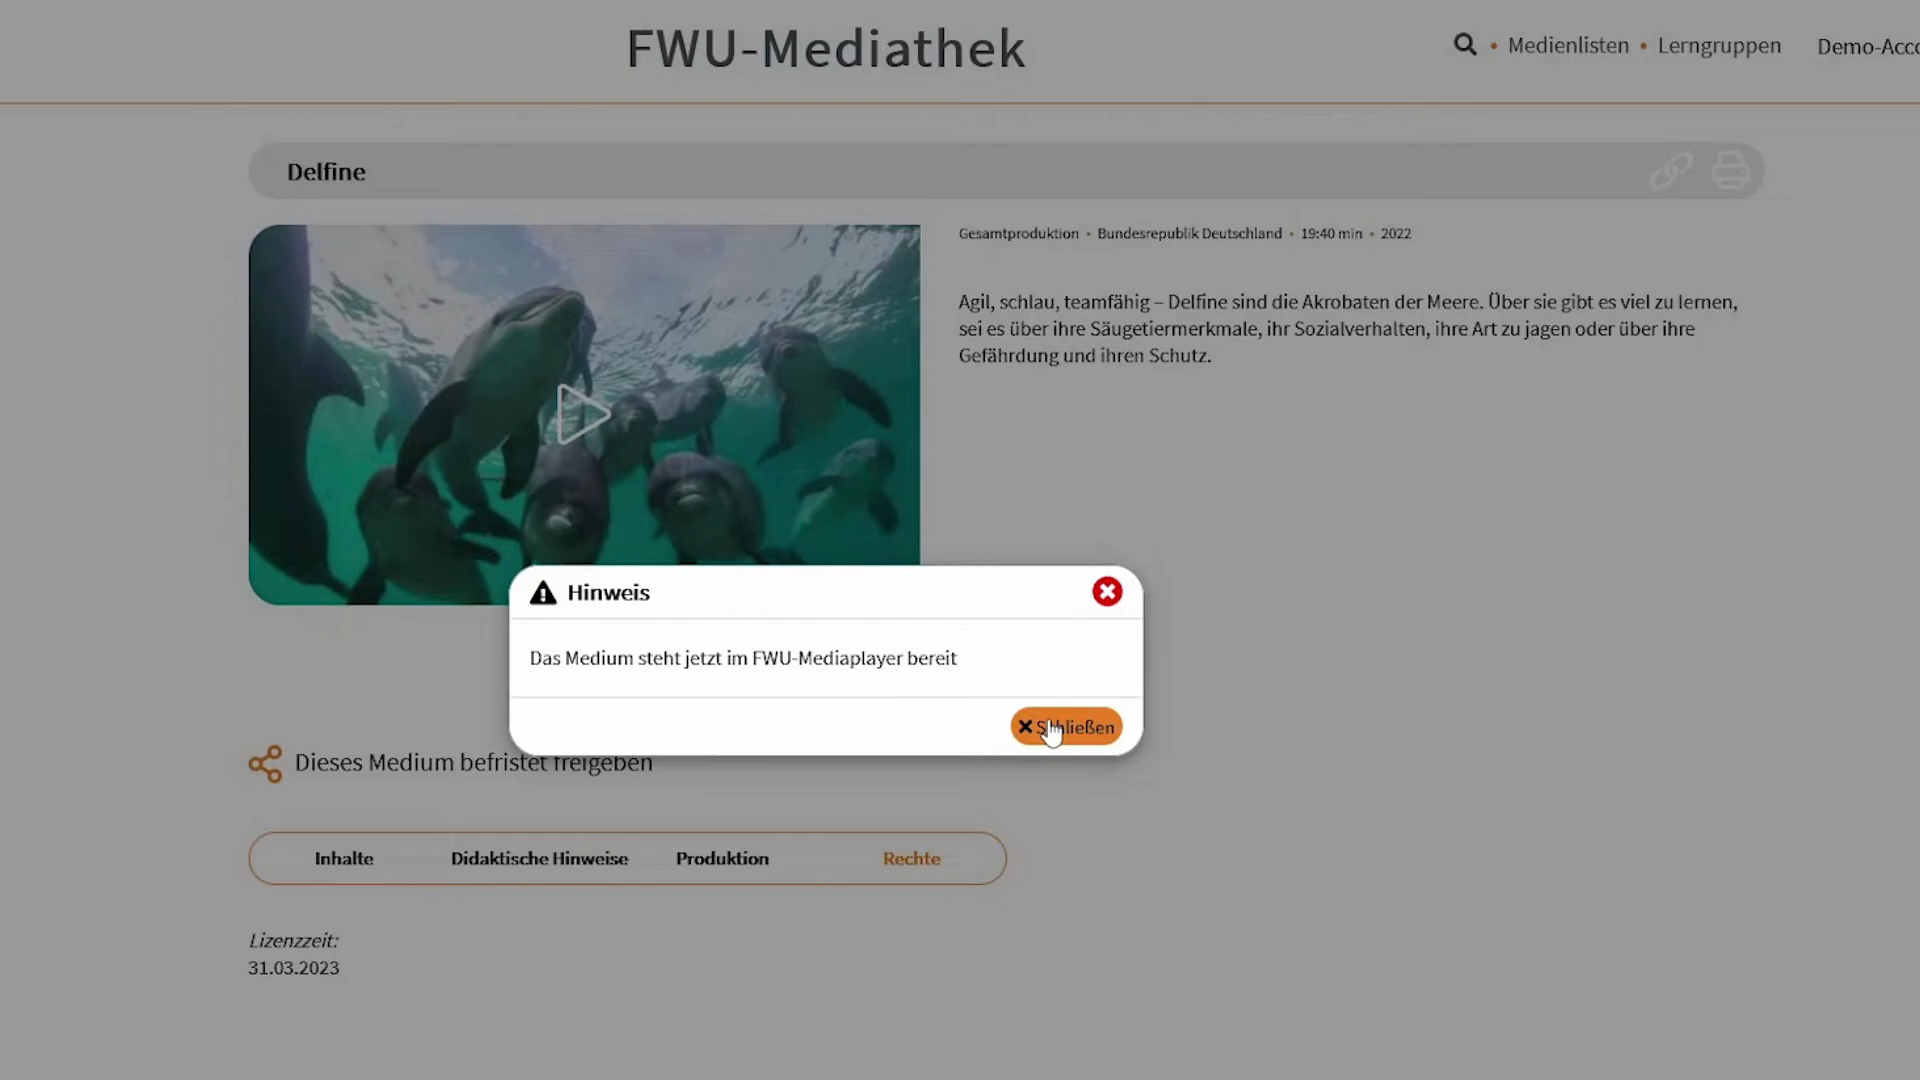 FWU-Mediathek
• Medienlisten • Lerngruppen
Demo-Acco
Delfine
Gesamtproduktion • Bundesrepublik Deutschland • 19:40 min • 2022
Agil, schlau, teamfähig – Delfine sind die Akrobaten der Meere. Über sie gibt es viel zu lernen,
sei es über ihre Säugetiermerkmale, ihr Sozialverhalten, ihre Art zu jagen oder über ihre
Gefährdung und ihren Schutz.
Hinweis
Das Medium steht jetzt im FWU-Mediaplayer bereit
Schließen
Dieses Medium befristet freigeben
Inhalte
Didaktische Hinweise
Produktion
Rechte
Lizenzzeit:
31.03.2023